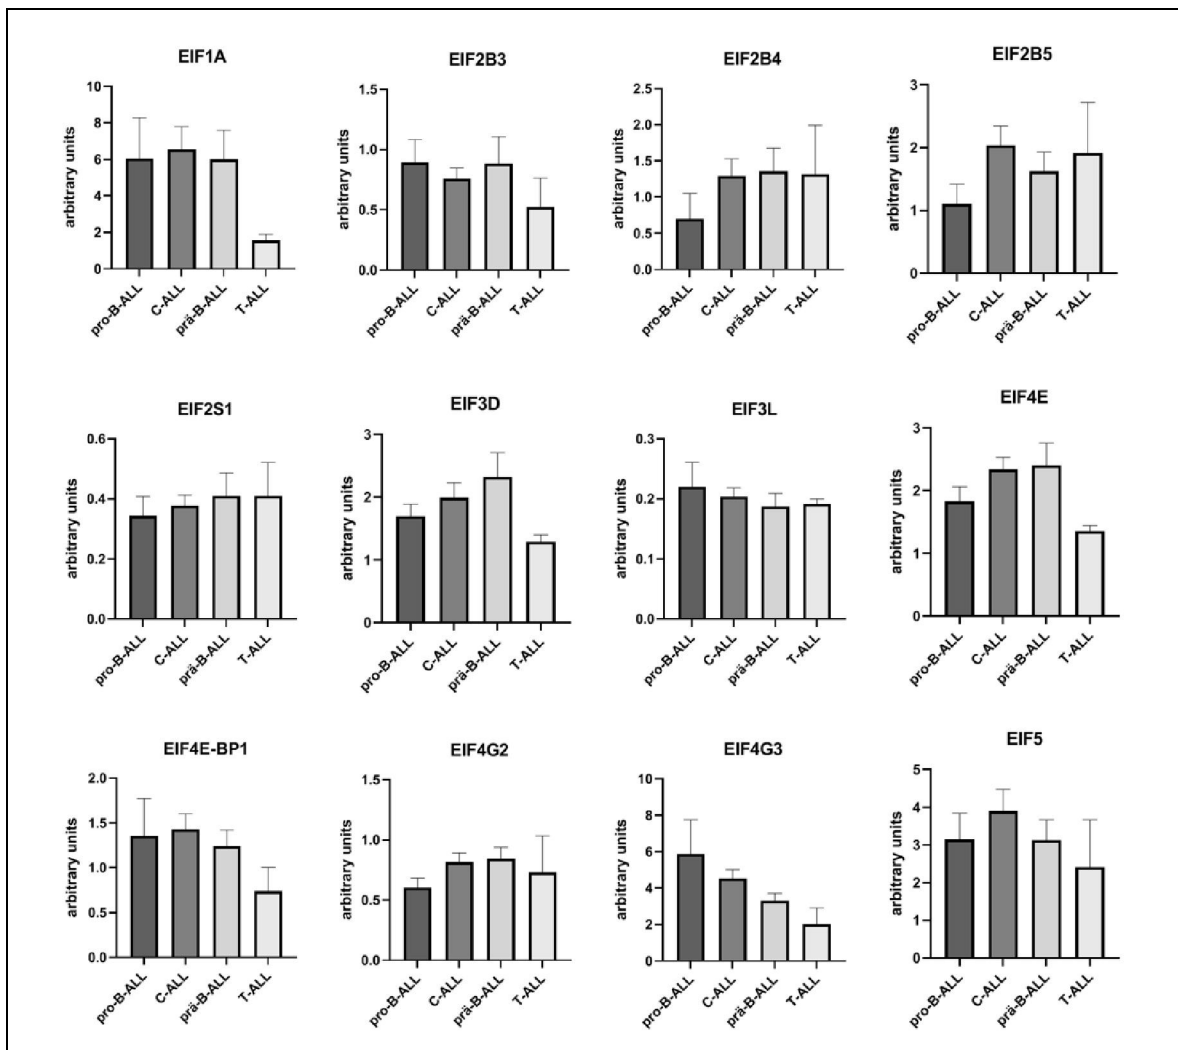 EIF1A
arbitrary units
10
8
6
4
2
0
pro-B-ALL
C-ALL
prä-B-ALL
T-ALL
EIF2B3
arbitrary units
1.5
1.0
0.5
0.0
pro-B-ALL
C-ALL
prä-B-ALL
T-ALL
EIF2B4
arbitrary units
2.5
2.0
1.5
1.0
0.5
0.0
pro-B-ALL
C-ALL
prä-B-ALL
T-ALL
EIF2B5
arbitrary units
3
2
1
0
pro-B-ALL
C-ALL
prä-B-ALL
T-ALL
EIF2S1
arbitrary units
0.6
0.4
0.2
0.0
pro-B-ALL
C-ALL
prä-B-ALL
T-ALL
EIF3D
arbitrary units
3
2
1
0
pro-B-ALL
C-ALL
prä-B-ALL
T-ALL
EIF3L
arbitrary units
0.3
0.2
0.1
0.0
pro-B-ALL
C-ALL
prä-B-ALL
T-ALL
EIF4E
arbitrary units
3
2
1
0
pro-B-ALL
C-ALL
prä-B-ALL
T-ALL
EIF4E-BP1
arbitrary units
2.0
1.5
1.0
0.5
0.0
pro-B-ALL
C-ALL
prä-B-ALL
T-ALL
EIF4G2
arbitrary units
1.5
1.0
0.5
0.0
pro-B-ALL
C-ALL
prä-B-ALL
T-ALL
EIF4G3
arbitrary units
10
8
6
4
2
0
pro-B-ALL
C-ALL
prä-B-ALL
T-ALL
EIF5
arbitrary units
5
4
3
2
1
0
pro-B-ALL
C-ALL
prä-B-ALL
T-ALL